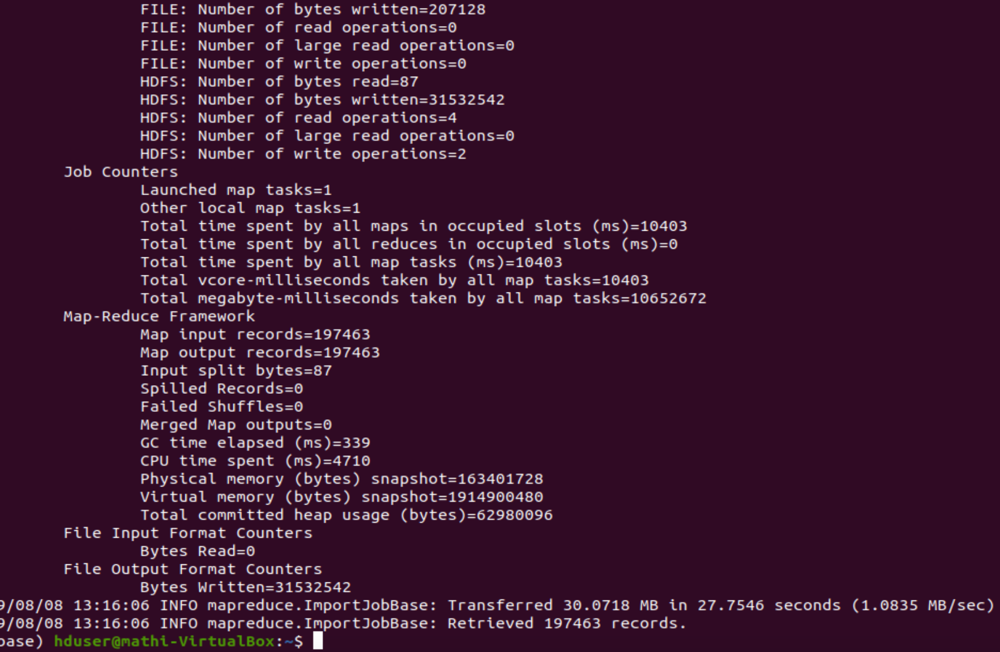 FILE: Number of bytes written=207128
FILE: Number of read operations=0
FILE: Number of large read operations=0
FILE: Number of write operations=0
HDFS: Number of bytes read=87
HDFS: Number of bytes written=31532542
HDFS: Number of read operations=4
HDFS: Number of large read operations=0
HDFS: Number of write operations=2
Job Counters
Launched map tasks=1
Other local map tasks=1
Total time spent by all maps in occupied slots (ms)=10403
Total time spent by all reduces in occupied slots (ms)=0
Total time spent by all map tasks (ms)=10403
Total vcore-milliseconds taken by all map tasks=10403
Total megabyte-milliseconds taken by all map tasks=10652672
Map-Reduce Framework
Map input records=197463
Map output records=197463
Input split bytes=87
Spilled Records=0
Failed Shuffles=0
Merged Map outputs=0
GC time elapsed (ms)=339
CPU time spent (ms)=4710
Physical memory (bytes) snapshot=163401728
Virtual memory (bytes) snapshot=1914900480
Total committed heap usage (bytes)=62980096
File Input Format Counters
Bytes Read=0
File Output Format Counters
Bytes Written=31532542
9/08/08 13:16:06 INFO mapreduce.ImportJobBase: Transferred 30.0718 MB in 27.7546 seconds (1.0835 MB/sec)
9/08/08 13:16:06 INFO mapreduce.ImportJobBase: Retrieved 197463 records.
base) hduser@mathi-VirtualBox:~$